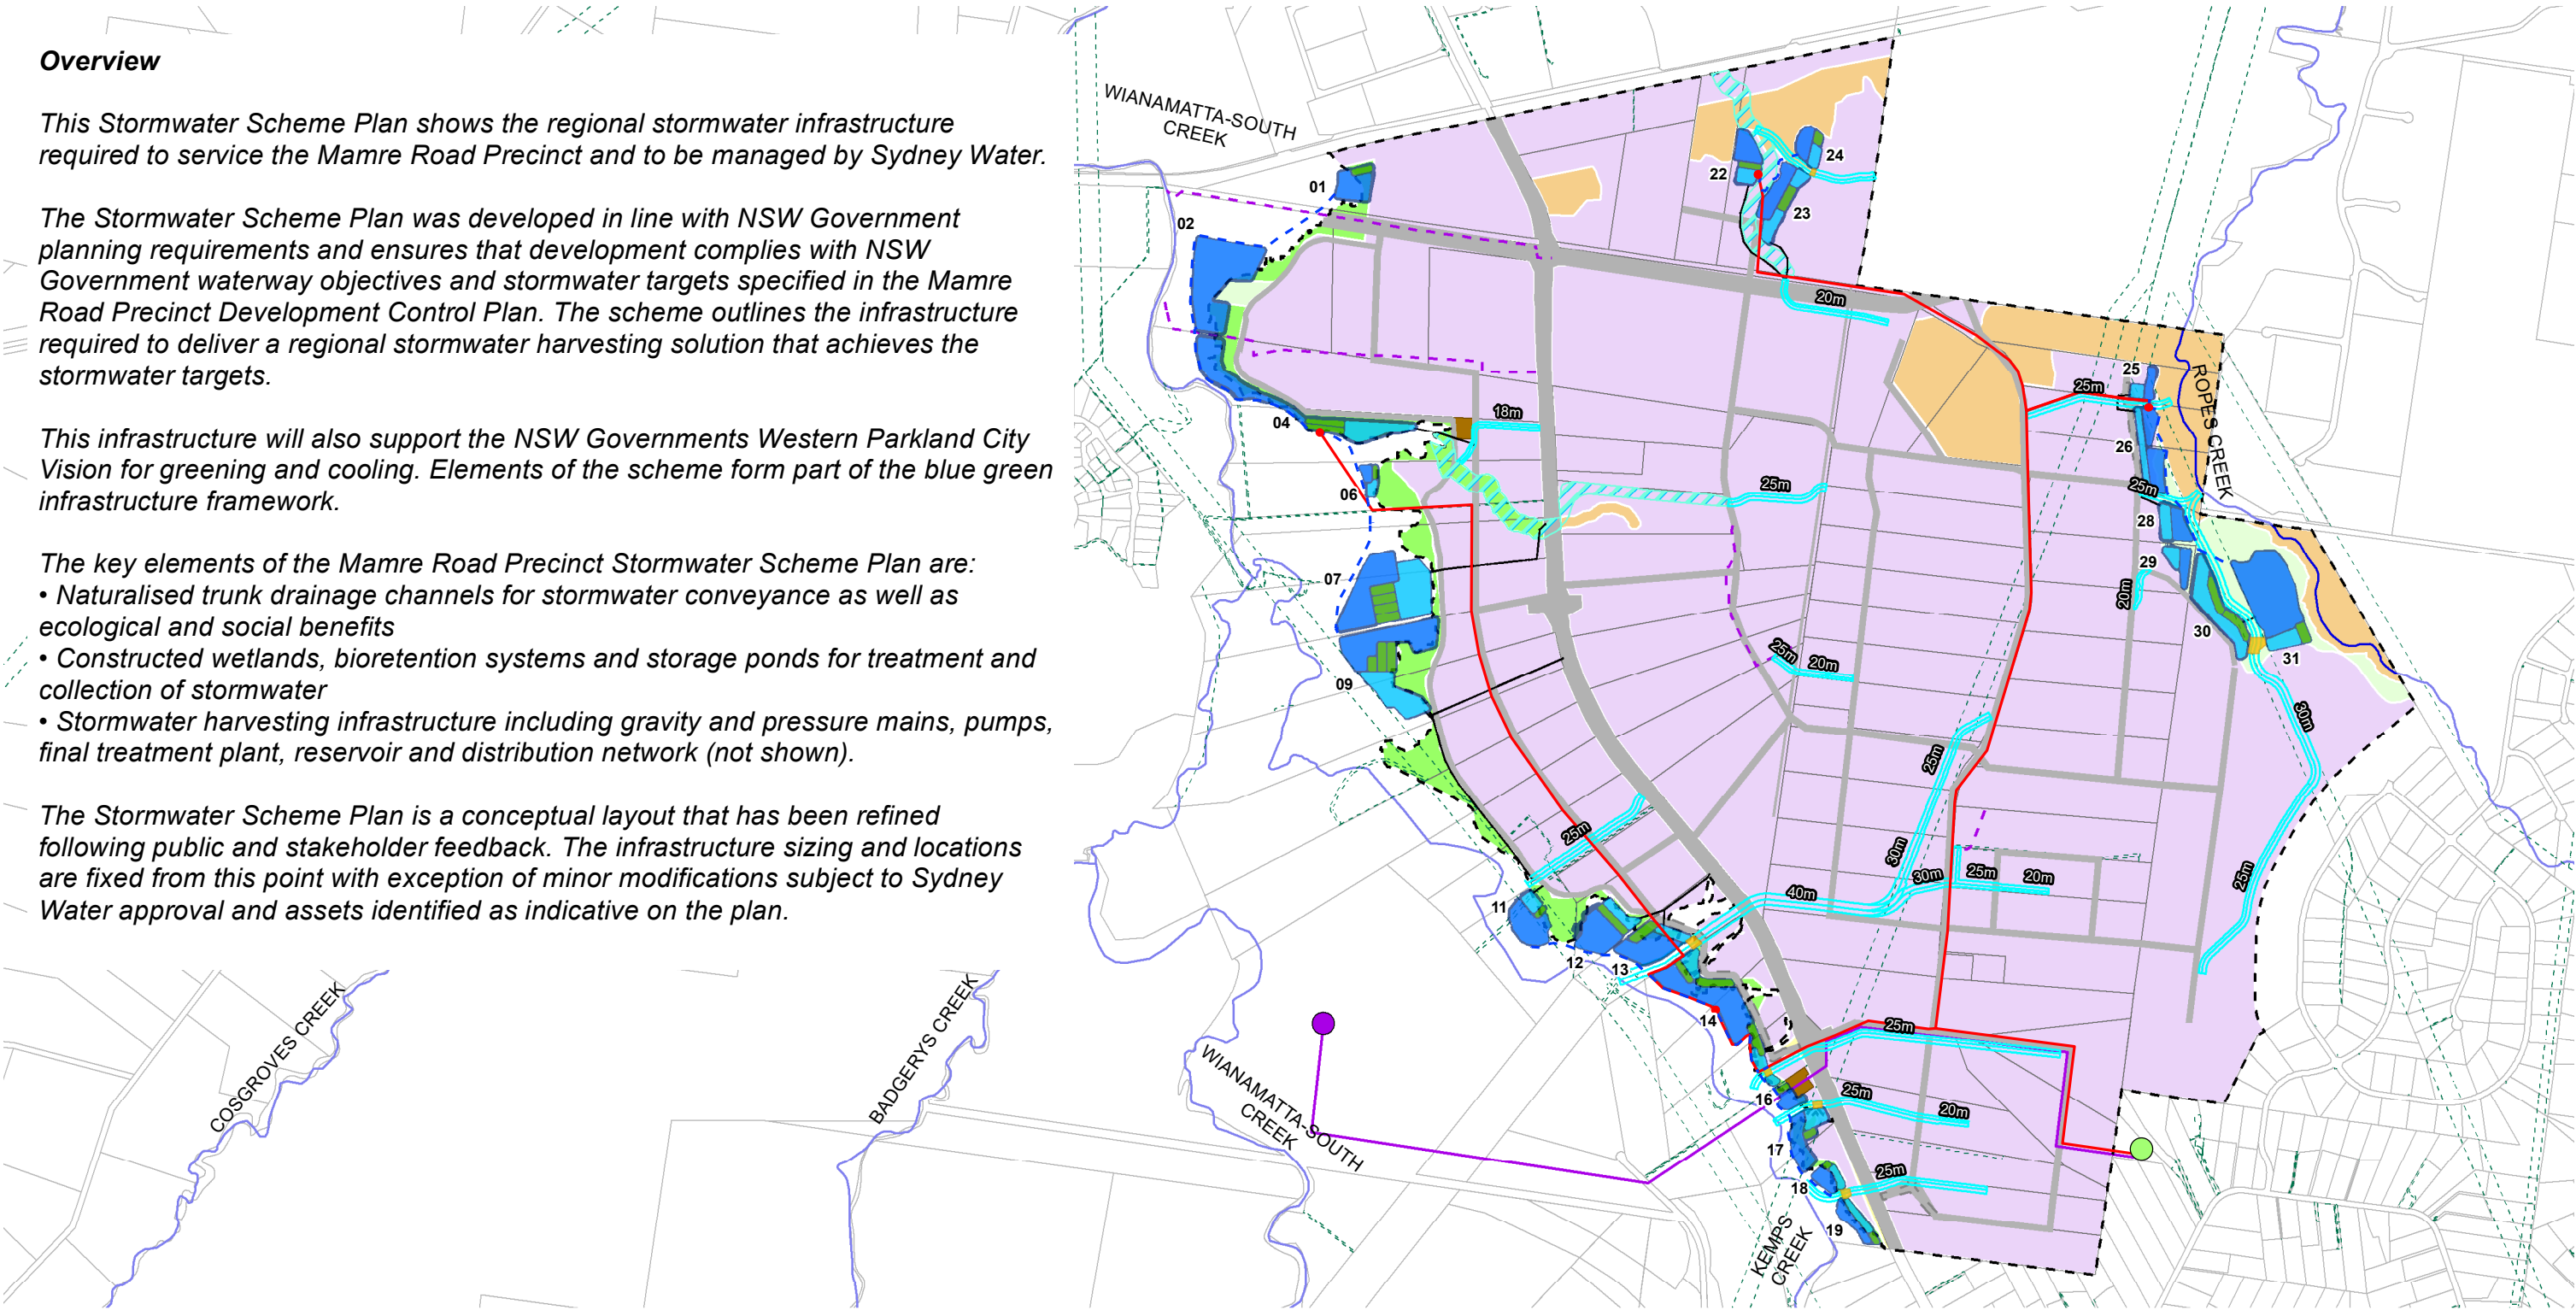 Overview
This Stormwater Scheme Plan shows the regional stormwater infrastructure
required to service the Mamre Road Precinct and to be managed by Sydney Water.
The Stormwater Scheme Plan was developed in line with NSW Government
planning requirements and ensures that development complies with NSW
Government waterway objectives and stormwater targets specified in the Mamre
Road Precinct Development Control Plan. The scheme outlines the infrastructure
required to deliver a regional stormwater harvesting solution that achieves the
stormwater targets.
This infrastructure will also support the NSW Governments Western Parkland City
Vision for greening and cooling. Elements of the scheme form part of the blue green
infrastructure framework.
The key elements of the Mamre Road Precinct Stormwater Scheme Plan are:
• Naturalised trunk drainage channels for stormwater conveyance as well as
ecological and social benefits
• Constructed wetlands, bioretention systems and storage ponds for treatment and
collection of stormwater
• Stormwater harvesting infrastructure including gravity and pressure mains, pumps,
final treatment plant, reservoir and distribution network (not shown).
The Stormwater Scheme Plan is a conceptual layout that has been refined
following public and stakeholder feedback. The infrastructure sizing and locations
are fixed from this point with exception of minor modifications subject to Sydney
Water approval and assets identified as indicative on the plan.
COSGROVES CREEK
BADGERYS CREEK
WIANAMATTA-SOUTH
CREEK
01
02
22
24
23
20m
25
25m
ROPES CREEK
04
18m
26
06
25m
25m
28
07
29
20m
30
31
25m
20m
09
30m
25m
25m
30m
30m
25m
20m
25m
40m
11
12
13
14
25m
WIANAMATTA-SOUTH
CREEK
16
25m
20m
17
25m
18
19
KEMPS
CREEK